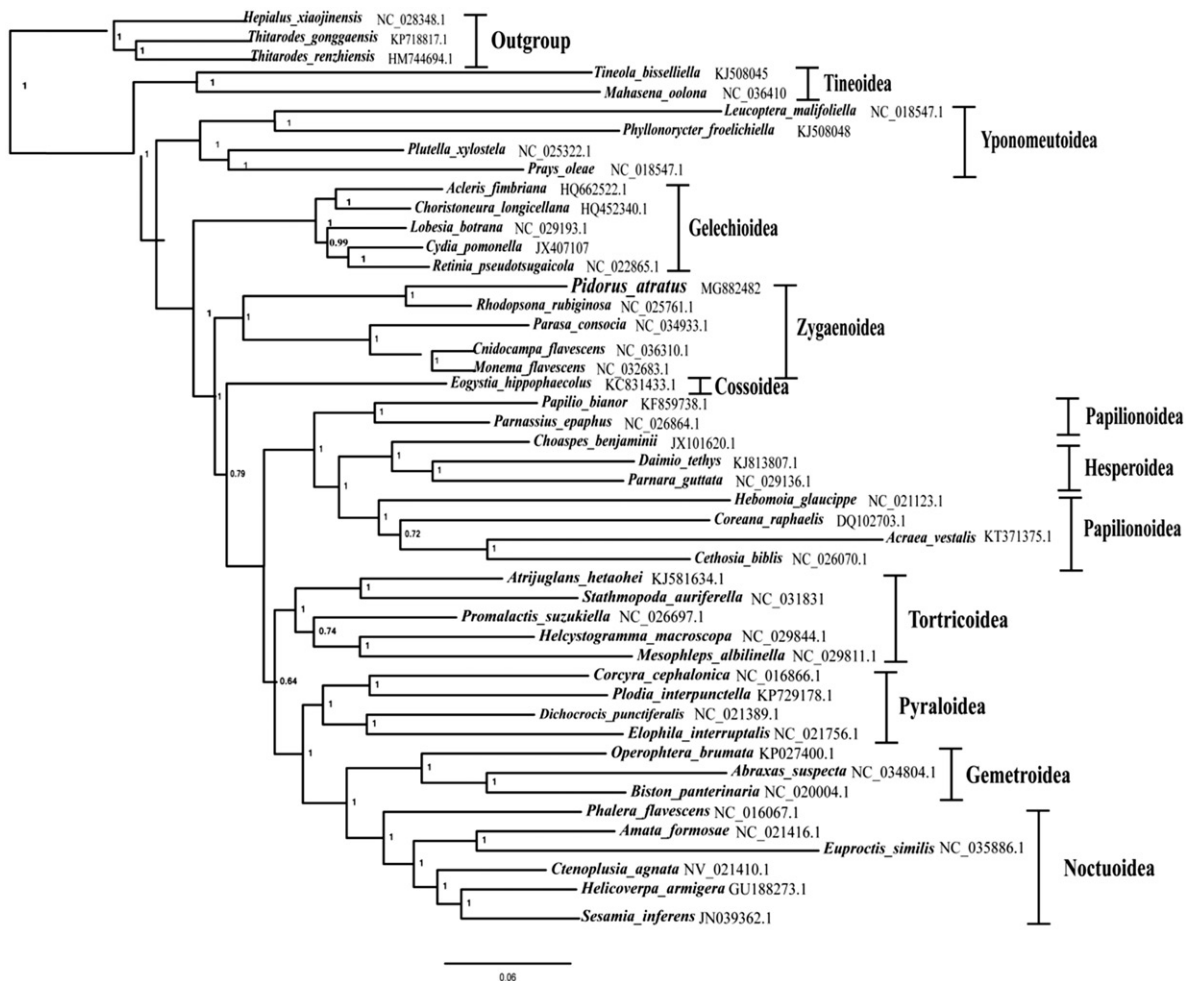 Hepialus_xiaojinensis NC_028348.1
Thitarodes_gonggaensis KP718817.1
Thitarodes_renzhiensis HM744694.1
Outgroup
1
1
1
Tineola_bisselliella KJ508045
Mahasena_oolona NC_036410
Tineoidea
1
Leucoptera_malifoliella NC_018547.1
Phyllonorycter_froelichiella KJ508048
Plutella_xylostela NC_025322.1
Prays_oleae NC_018547.1
Yponomeutoidea
1
1
1
1
Acleris_fimbriana HQ662522.1
Choristoneura_longicellana HQ452340.1
Lobesia_botrana NC_029193.1
Cydia_pomonella JX407107
Retinia_pseudotsugaicola NC_022865.1
Gelechioidea
1
1
0.99
1
Pidorus_atratus MG882482
Rhodopsona_rubiginosa NC_025761.1
Parasa_consocia NC_034933.1
Cnidocampa_flavescens NC_036310.1
Monema_flavescens NC_032683.1
Zygaenoidea
1
1
1
1
1
Eogystia_hippophaecolus KC831433.1
Cossoidea
1
Papilio_bianor KF859738.1
Parnassius_epaphus NC_026864.1
Papilionoidea
1
1
0.79
Choaspes_benjaminii JX101620.1
Daimio_tethys KJ813807.1
Parnara_guttata NC_029136.1
Hesperoidea
1
1
1
Hebomoia_glaucippe NC_021123.1
Coreana_raphaelis DQ102703.1
Acraea_vestalis KT371375.1
Cethosia_biblis NC_026070.1
Papilionoidea
1
0.72
1
Atrijuglans_hetaohei KJ581634.1
Stathmopoda_auriferella NC_031831
Promalactis_suzukiella NC_026697.1
Helcystogramma_macroscopa NC_029844.1
Mesophleps_albilinella NC_029811.1
Tortricoidea
1
1
0.74
1
0.64
Corcyra_cephalonica NC_016866.1
Plodia_interpunctella KP729178.1
Dichocrocis_punctiferalis NC_021389.1
Elophila_interruptalis NC_021756.1
Pyraloidea
1
1
1
1
Operophtera_brumata KP027400.1
Abraxas_suspecta NC_034804.1
Biston_panterinaria NC_020004.1
Gemetroidea
1
1
1
Phalera_flavescens NC_016067.1
Amata_formosae NC_021416.1
Euproctis_similis NC_035886.1
Ctenoplusia_agnata NV_021410.1
Helicoverpa_armigera GU188273.1
Sesamia_inferens JN039362.1
Noctuoidea
1
1
1
1
1
0.06